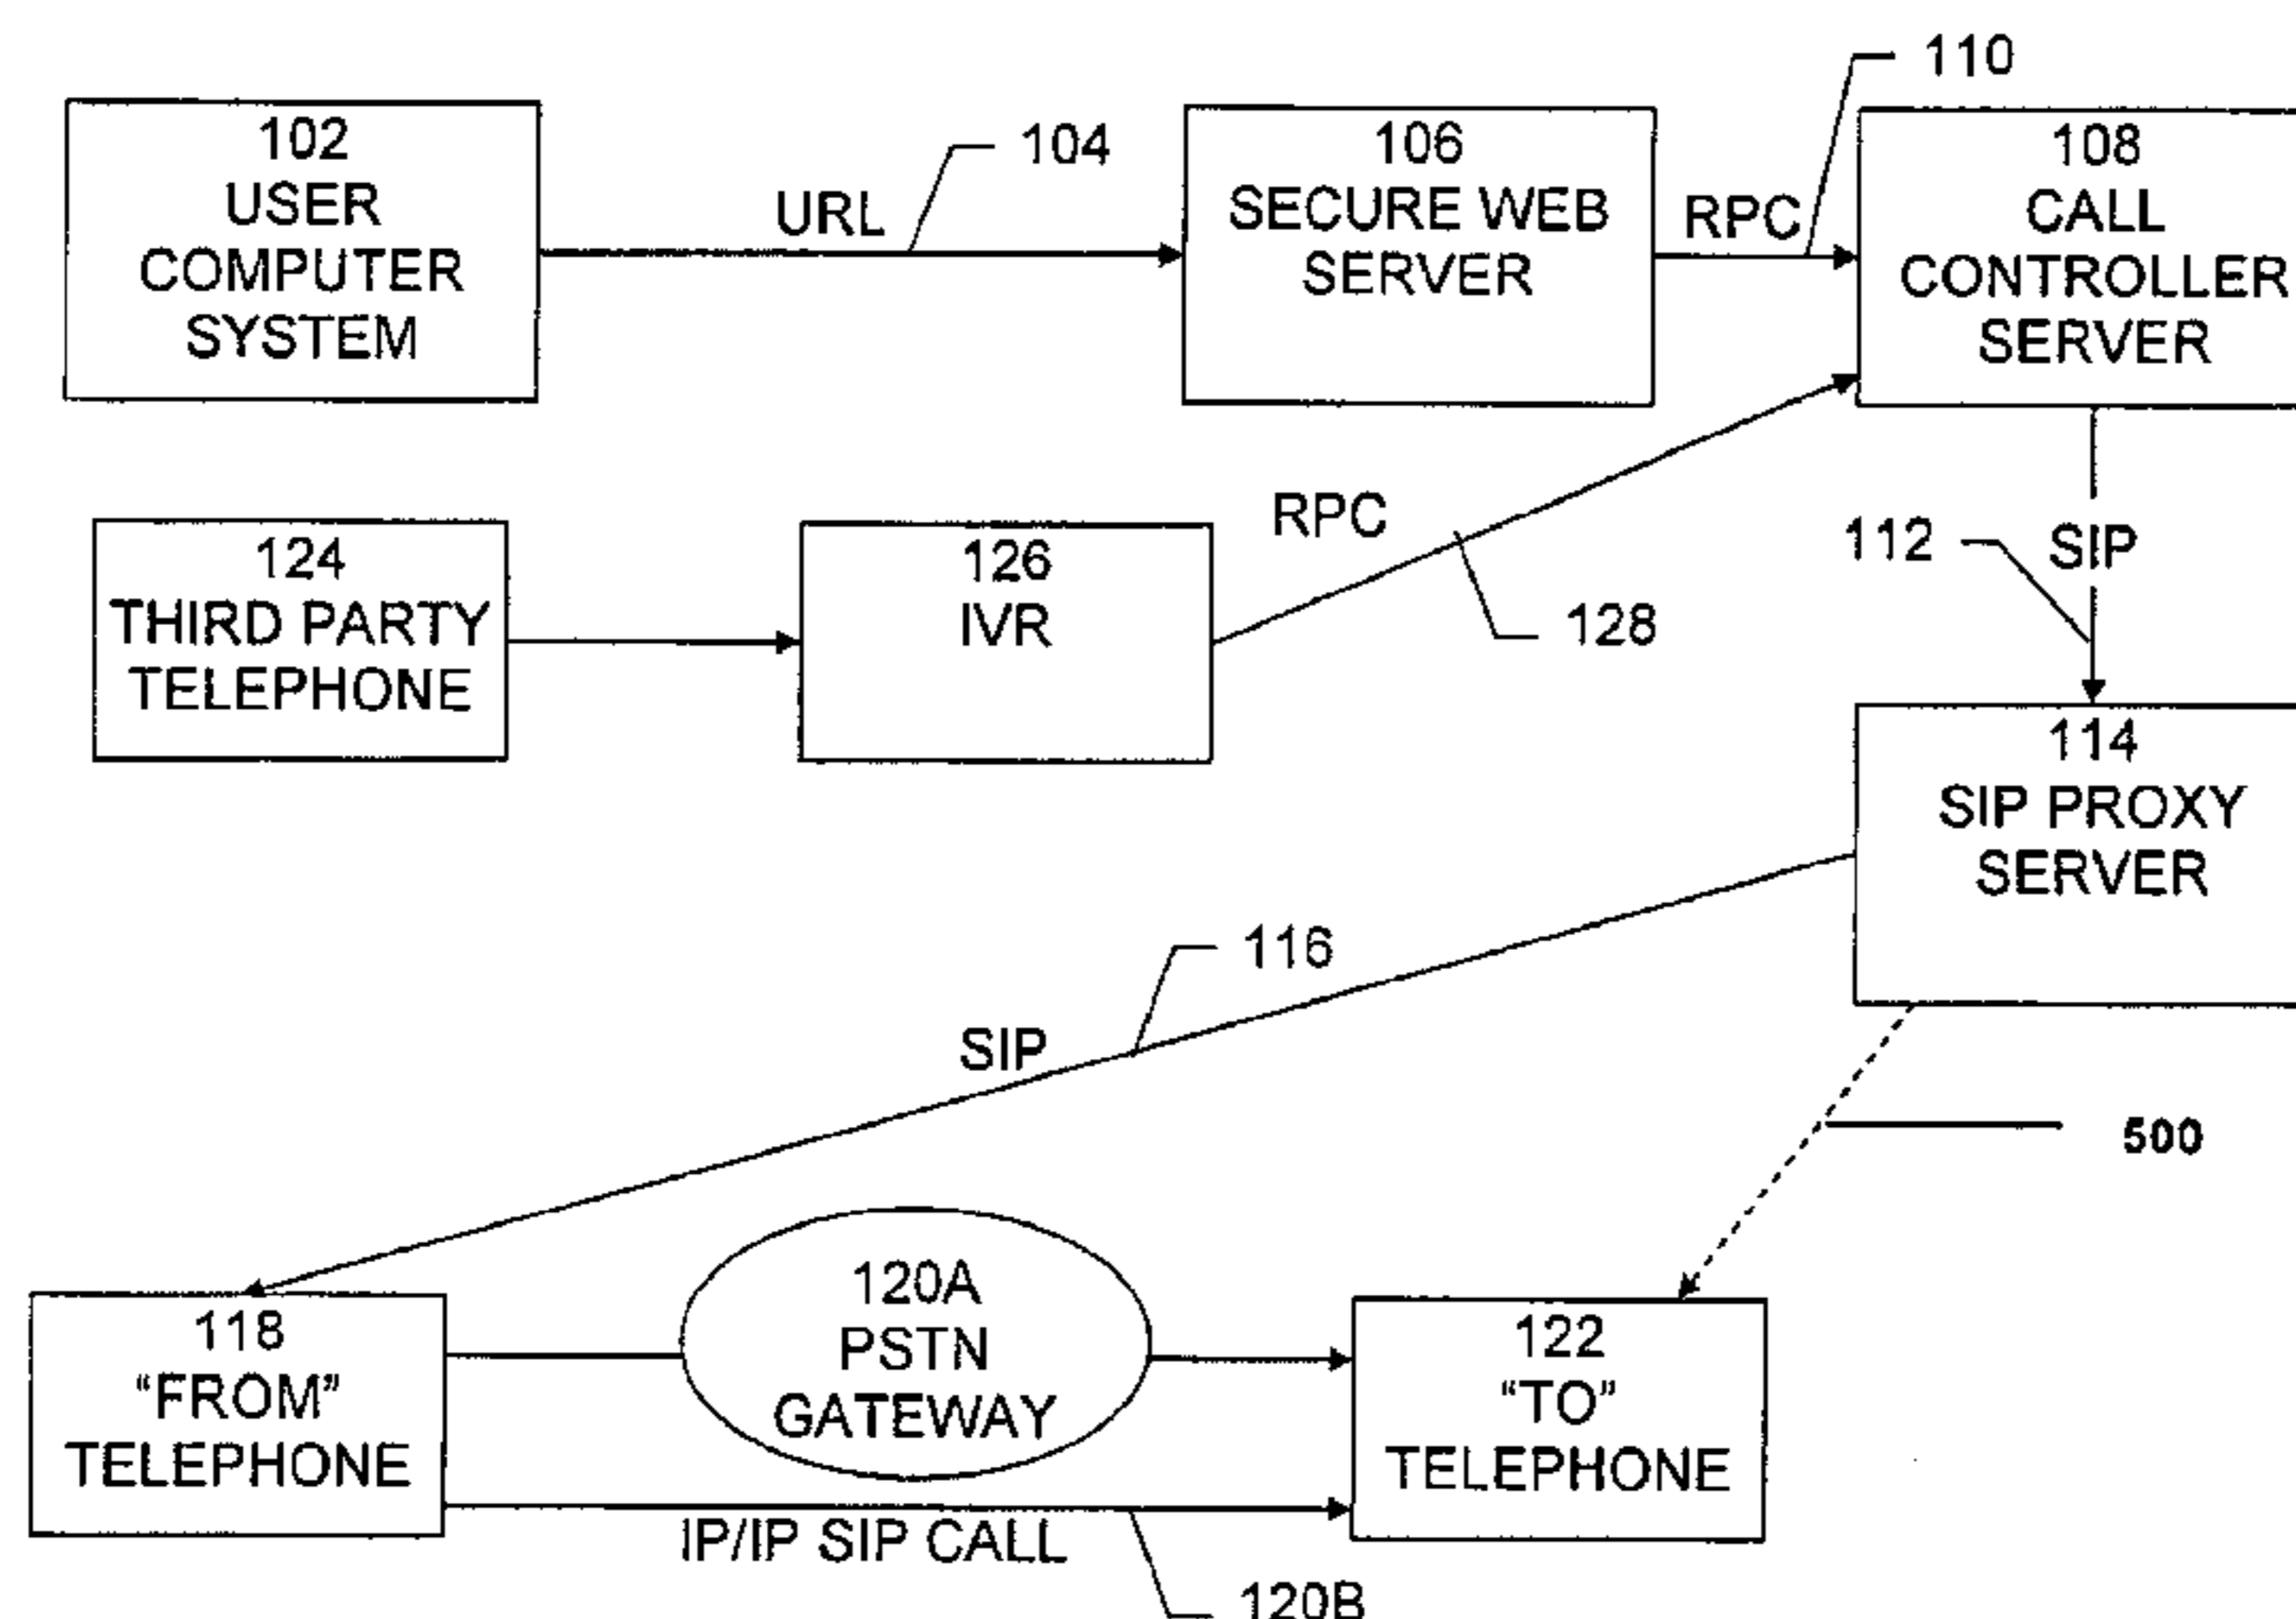 110
102
USER
COMPUTER
SYSTEM
URL
104
106
SECURE WEB
SERVER
RPC
108
CALL
CONTROLLER
SERVER
124
THIRD PARTY
TELEPHONE
126
IVR
RPC
128
112
SIP
114
SIP PROXY
SERVER
116
SIP
500
118
“FROM”
TELEPHONE
120A
PSTN
GATEWAY
122
“TO”
TELEPHONE
IP/IP SIP CALL
120B